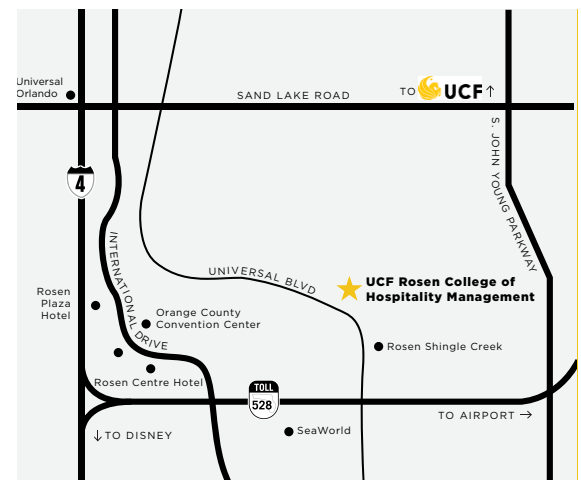 Universal
Orlando
SAND LAKE ROAD
TO UCF ↑
S. JOHN YOUNG PARKWAY
4
INTERNATIONAL DRIVE
UNIVERSAL BLVD
UCF Rosen College of
Hospitality Management
Rosen
Plaza
Hotel
Orange County
Convention Center
Rosen Shingle Creek
Rosen Centre Hotel
TOLL
528
TO AIRPORT →
↓ TO DISNEY
SeaWorld